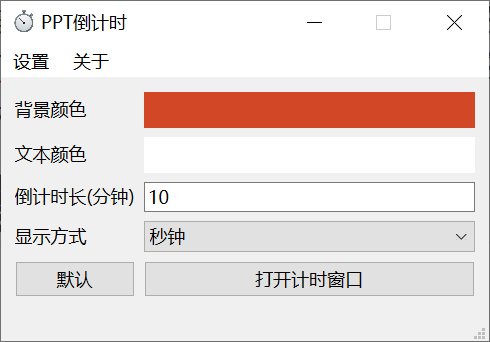 PPT倒计时
设置 关于
背景颜色
文本颜色
倒计时长(分钟) 10
显示方式 秒钟
默认 打开计时窗口